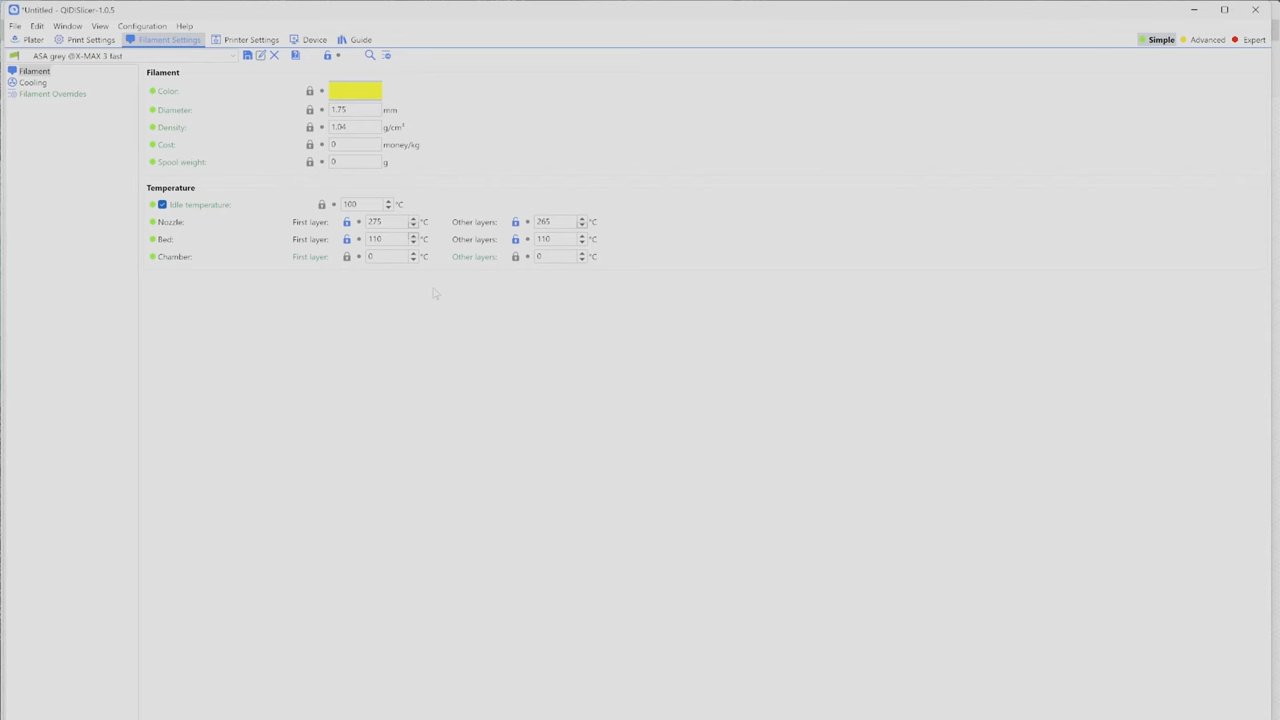 *Untitled - QIDISlicer-1.0.5
File Edit Window View Configuration Help
Plater Print Settings Filament Settings Printer Settings Device Guide Simple Advanced Expert
ASA grey @X-MAX 3 fast
Filament
Cooling
Filament Overrides
Filament
Color:
Diameter: 1.75 mm
Density: 1.04 g/cm³
Cost: 0 money/kg
Spool weight: 0 g
Temperature
Idle temperature: 100 °C
Nozzle: First layer: 275 °C Other layers: 265 °C
Bed: First layer: 110 °C Other layers: 110 °C
Chamber: First layer: 0 °C Other layers: 0 °C